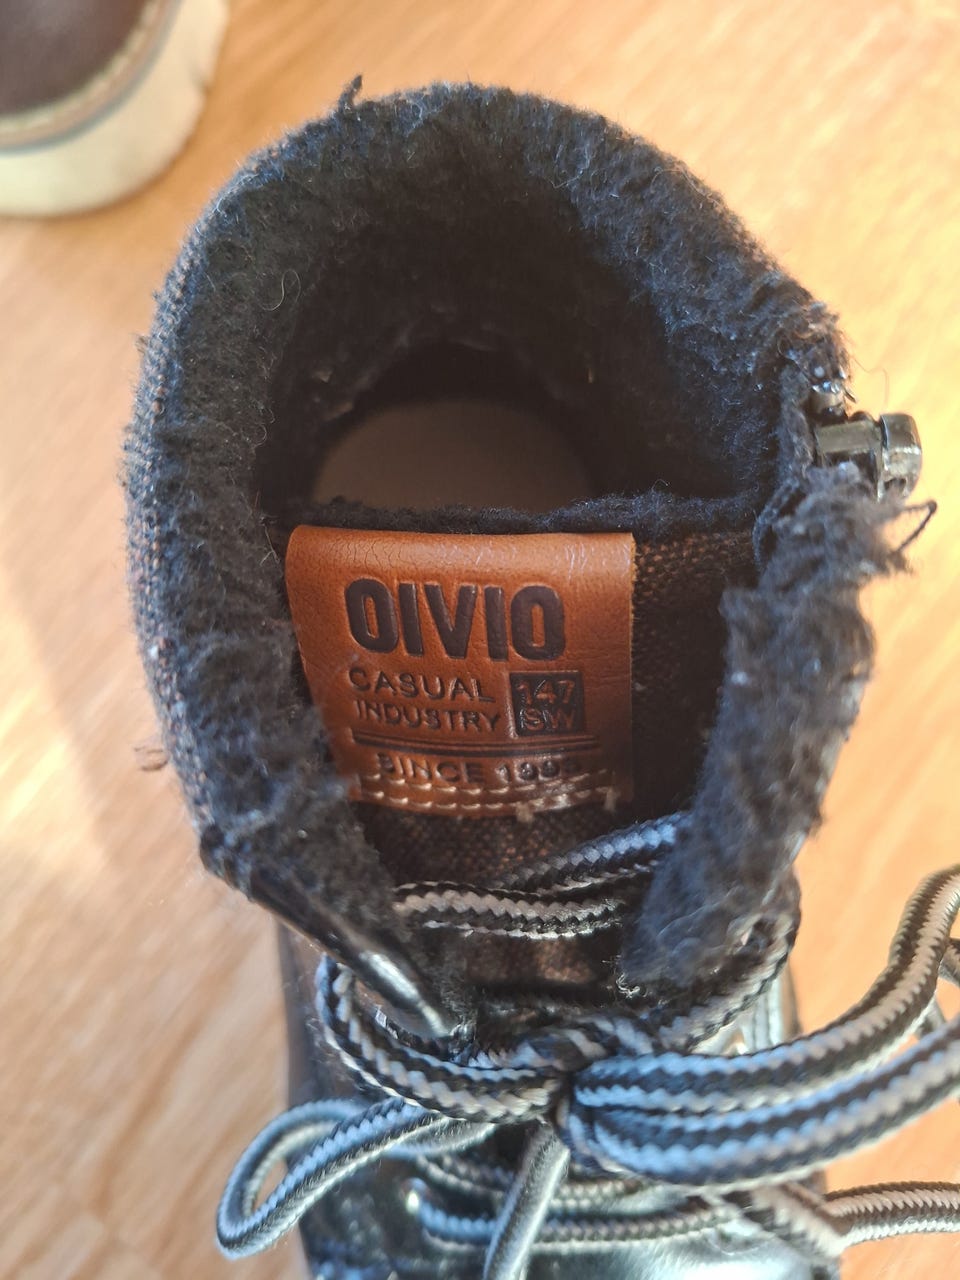 OIVIO
CASUAL
INDUSTRY
147
SW
SINCE